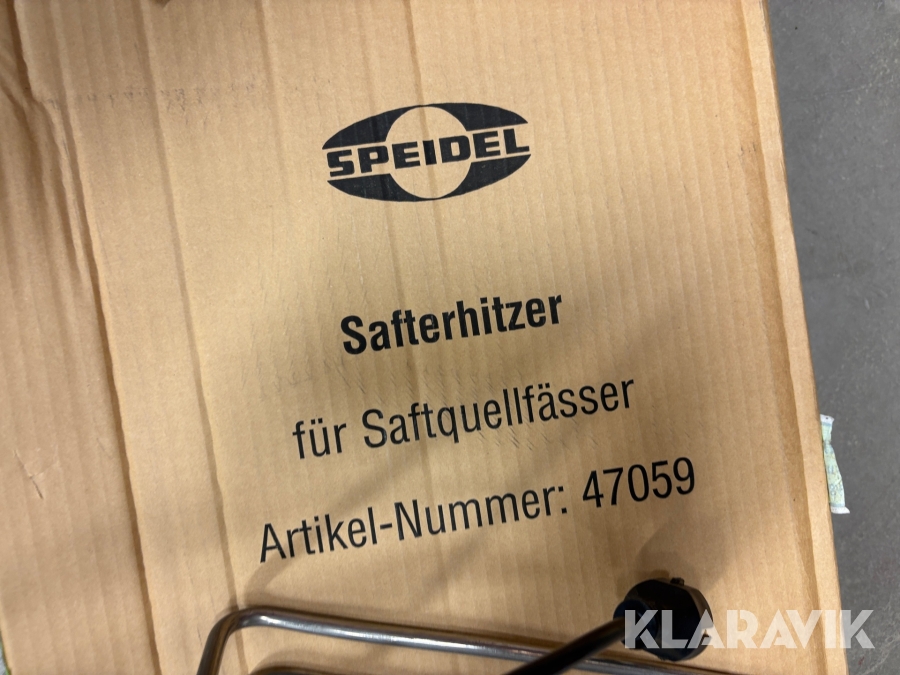 SPEIDEL
Safterhitzer
für Saftquellfässer
Artikel-Nummer: 47059
KLARAVIK